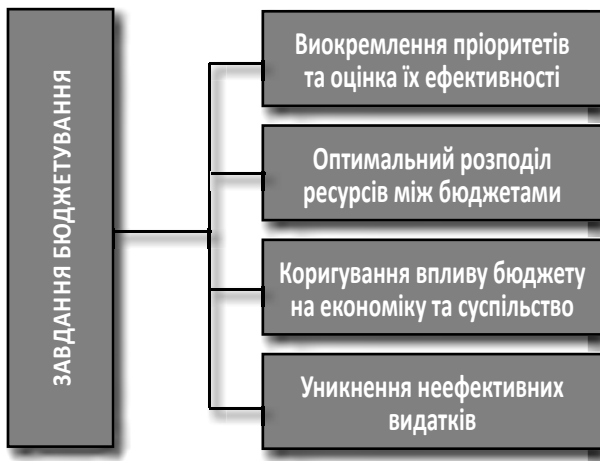 ЗАВДАННЯ БЮДЖЕТУВАННЯ
Виокремлення пріоритетів
та оцінка їх ефективності
Оптимальний розподіл
ресурсів між бюджетами
Коригування впливу бюджету
на економіку та суспільство
Уникнення неефективних
видатків